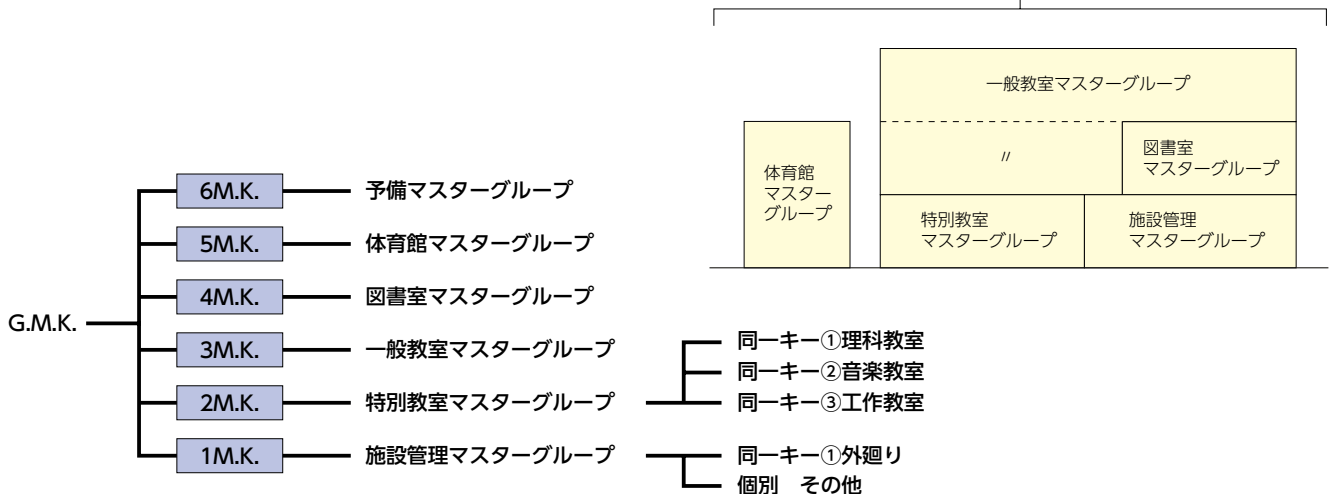 一般教室マスターグループ
体育館
マスター
グループ
〃
図書室
マスターグループ
特別教室
マスターグループ
施設管理
マスターグループ
G.M.K.
6M.K.
予備マスターグループ
5M.K.
体育館マスターグループ
4M.K.
図書室マスターグループ
3M.K.
一般教室マスターグループ
2M.K.
特別教室マスターグループ
同一キー①理科教室
同一キー②音楽教室
同一キー③工作教室
1M.K.
施設管理マスターグループ
同一キー①外廻り
個別　その他